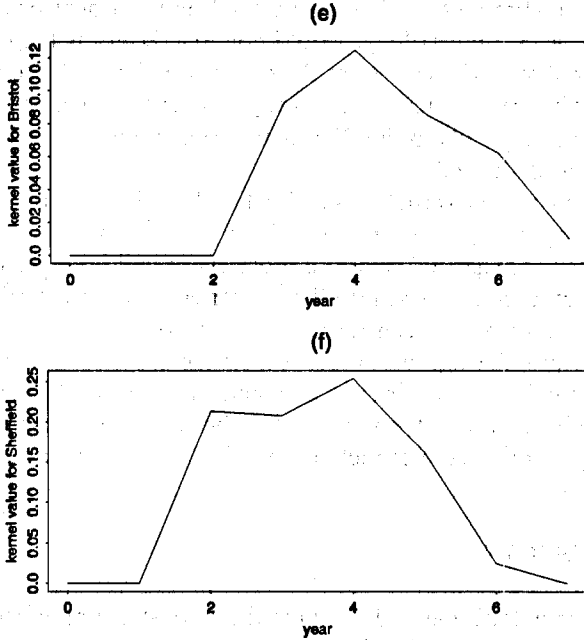 (e)
kernel value for Bristol
0.0 0.02 0.04 0.06 0.08 0.10 0.12
0 2 4 6
year
(f)
kernel value for Sheffield
0.0 0.05 0.10 0.15 0.20 0.25
0 2 4 6
year